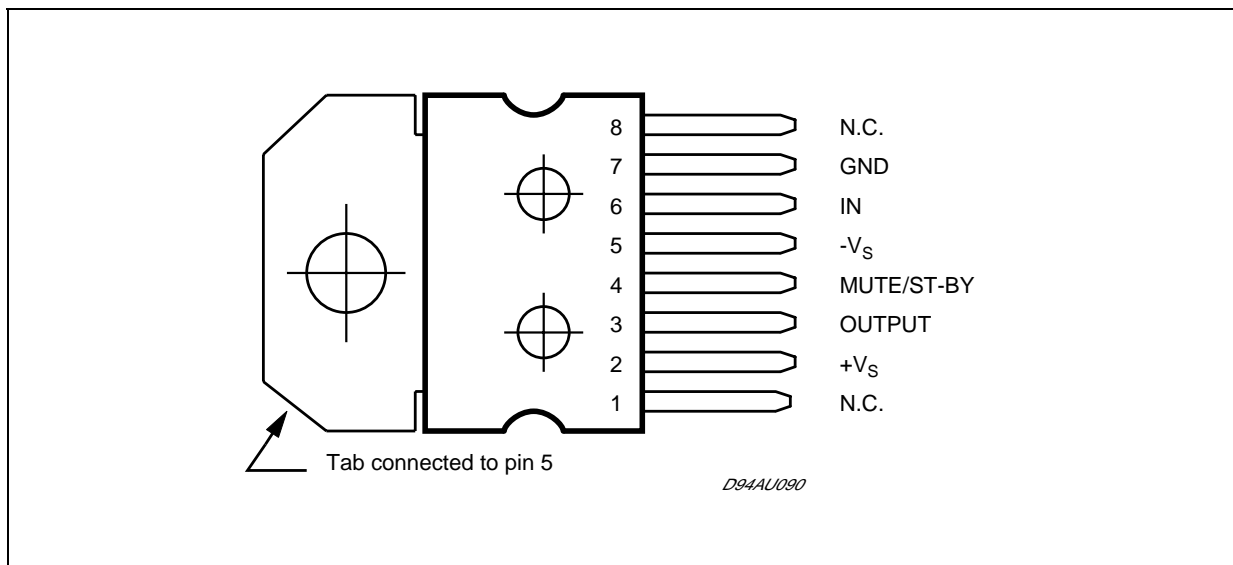 8 N.C.
7 GND
6 IN
5 -VS
4 MUTE/ST-BY
3 OUTPUT
2 +VS
1 N.C.
Tab connected to pin 5
D94AU090